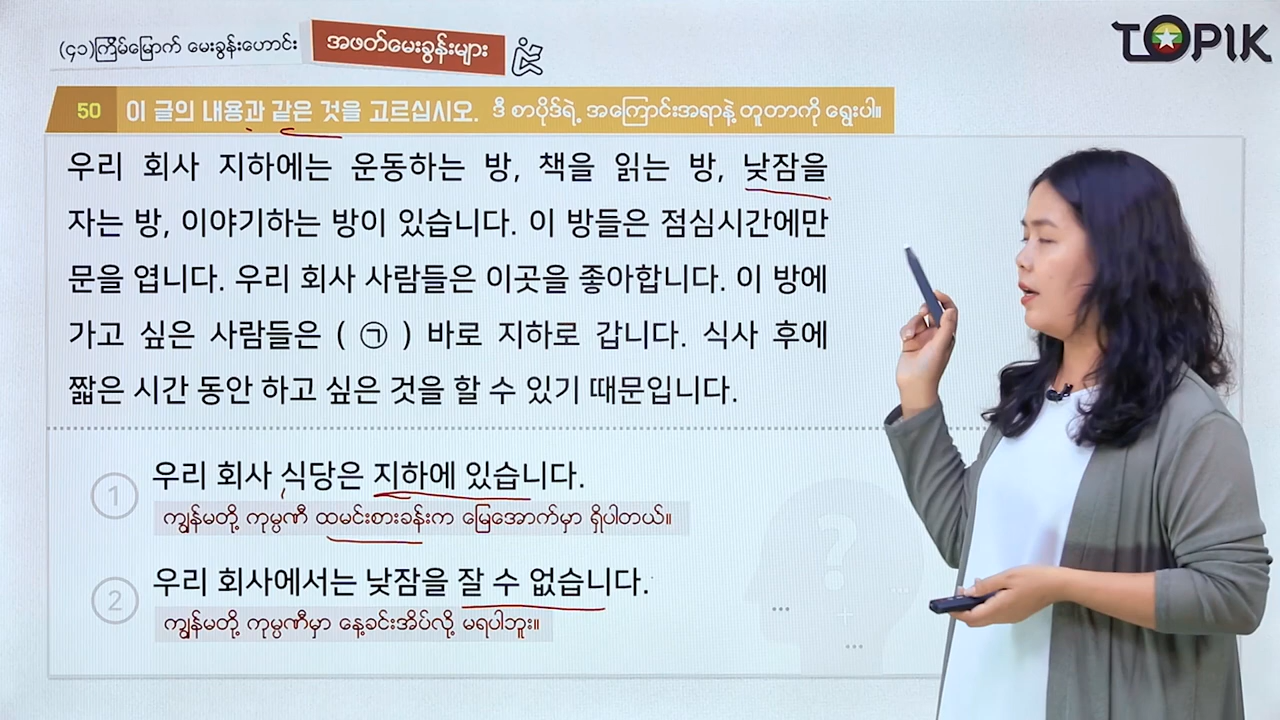 (၄၁)ကြိမ်မြောက် မေးခွန်းဟောင်း
အဖတ်မေးခွန်းများ
TOPIK
50 이 글의 내용과 같은 것을 고르십시오. ဒီ စာပိုဒ်ရဲ့ အကြောင်းအရာနဲ့ တူတာကို ရွေးပါ။
우리 회사 지하에는 운동하는 방, 책을 읽는 방, 낮잠을
자는 방, 이야기하는 방이 있습니다. 이 방들은 점심시간에만
문을 엽니다. 우리 회사 사람들은 이곳을 좋아합니다. 이 방에
가고 싶은 사람들은 ( ㉠ ) 바로 지하로 갑니다. 식사 후에
짧은 시간 동안 하고 싶은 것을 할 수 있기 때문입니다.
① 우리 회사 식당은 지하에 있습니다.
ကျွန်မတို့ ကုမ္ပဏီ ထမင်းစားခန်းက မြေအောက်မှာ ရှိပါတယ်။
② 우리 회사에서는 낮잠을 잘 수 없습니다.
ကျွန်မတို့ ကုမ္ပဏီမှာ နေ့ခင်းအိပ်လို့ မရပါဘူး။